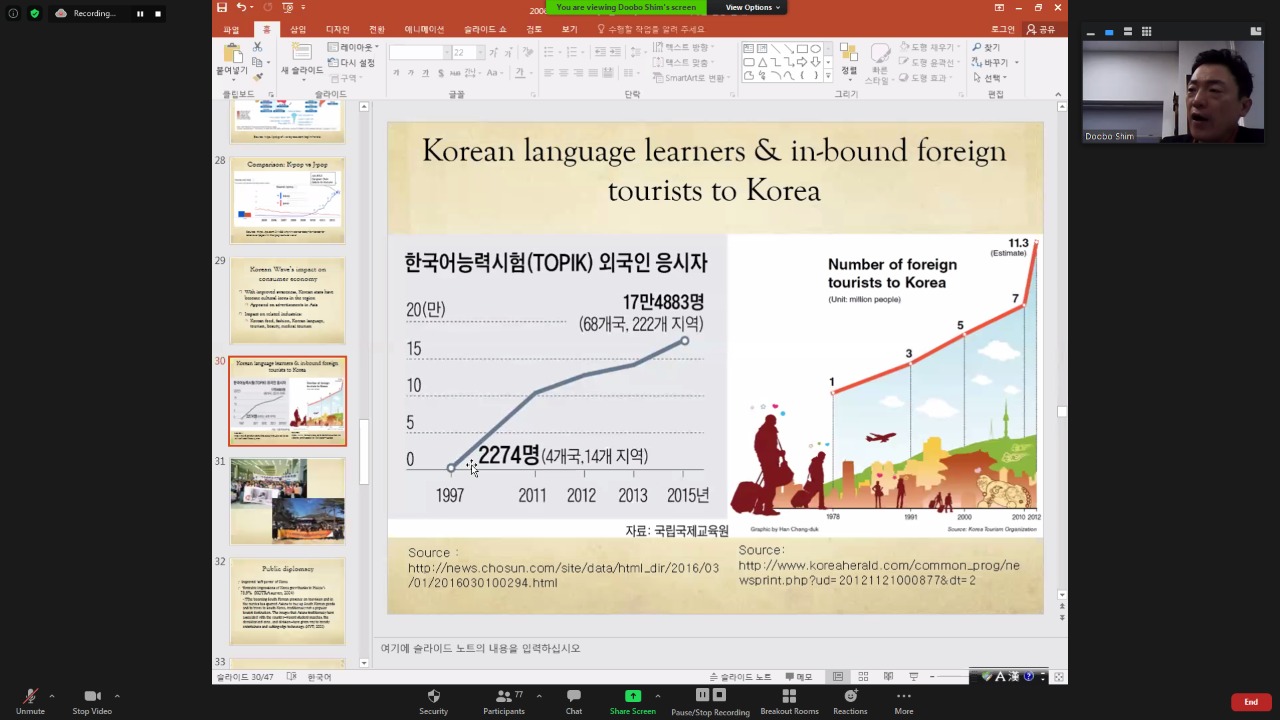 Recording...
You are viewing Doobo Shim's screen
View Options
파일
홈
삽입
디자인
전환
애니메이션
슬라이드 쇼
검토
보기
수행할 작업을 알려 주세요.
로그인
공유
붙여넣기
새 슬라이드
레이아웃
다시 설정
구역
22
텍스트 방향
텍스트 맞춤
SmartArt로 변환
정렬
빠른
스타일
도형 채우기
도형 윤곽선
도형 효과
찾기
바꾸기
선택
클립보드
슬라이드
글꼴
단락
그리기
편집
Doobo Shim
28
Comparison: K-pop vs J-pop
29
Korean Wave's impact on
consumer economy
30
Korean language learners & in-bound foreign
tourists to Korea
31
32
Public diplomacy
33
Korean language learners & in-bound foreign
tourists to Korea
한국어능력시험(TOPIK) 외국인 응시자
20(만)
17만4883명
(68개국, 222개 지역)
15
10
5
0
2274명(4개국,14개 지역)
1997
2011
2012
2013
2015년
자료: 국립국제교육원
Number of foreign
tourists to Korea
(Unit: million people)
11.3
(Estimate)
7
5
3
1
1978
1991
2000
2010
2012
Graphic by Han Chang-duk
Source: Korea Tourism Organization
Source :
http://news.chosun.com/site/data/html_dir/2016/03
/01/2016030100294.html
Source:
http://www.koreaherald.com/common_prog/ne
wsprint.php?ud=20121121000877&dt=2
여기에 슬라이드 노트의 내용을 입력하십시오
슬라이드 30/47
한국어
슬라이드 노트
메모
Unmute
Stop Video
Security
Participants
77
Chat
Share Screen
Pause/Stop Recording
Breakout Rooms
Reactions
More
End